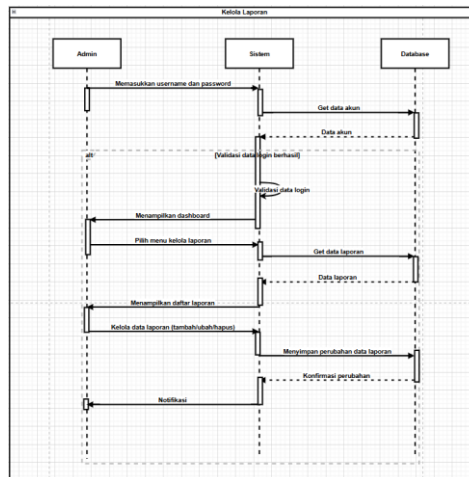 Kelola Laporan
Admin
Sistem
Database
Memasukkan username dan password
Get data akun
Data akun
alt
[Validasi data login berhasil]
Validasi data login
Menampilkan dashboard
Pilih menu kelola laporan
Get data laporan
Data laporan
Menampilkan daftar laporan
Kelola data laporan (tambah/ubah/hapus)
Menyimpan perubahan data laporan
Konfirmasi perubahan
Notifikasi